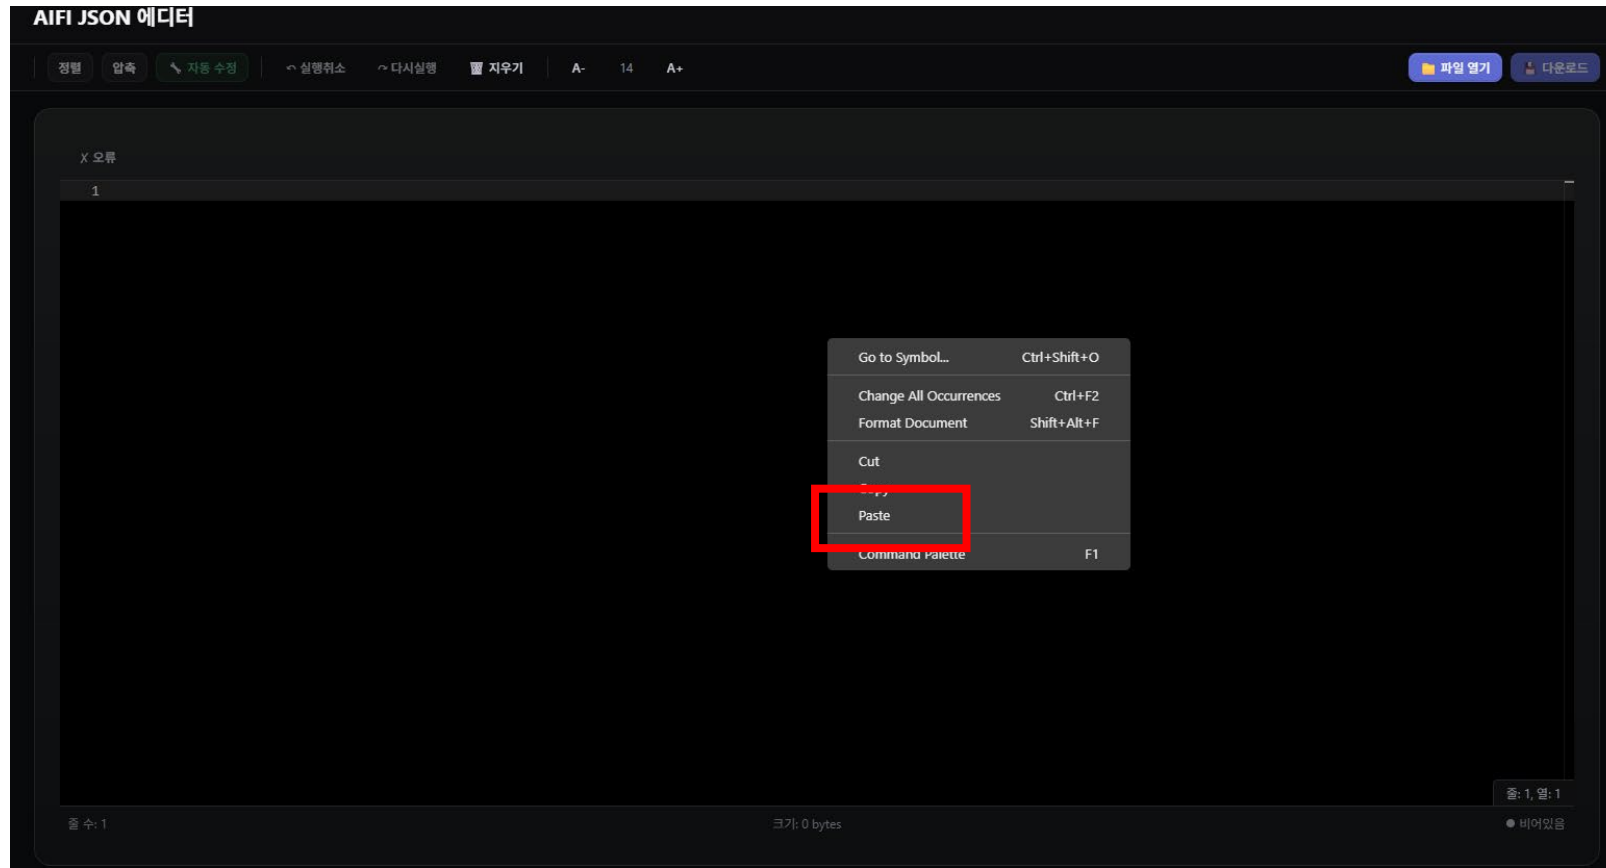 AIFI JSON 에디터
정렬 압축 자동 수정 실행취소 다시실행 지우기 A- 14 A+ 파일 열기 다운로드
X 오류
1
Go to Symbol... Ctrl+Shift+O
Change All Occurrences Ctrl+F2
Format Document Shift+Alt+F
Cut
Copy
Paste
Command Palette F1
줄: 1, 열: 1
줄 수: 1 크기: 0 bytes 비어있음